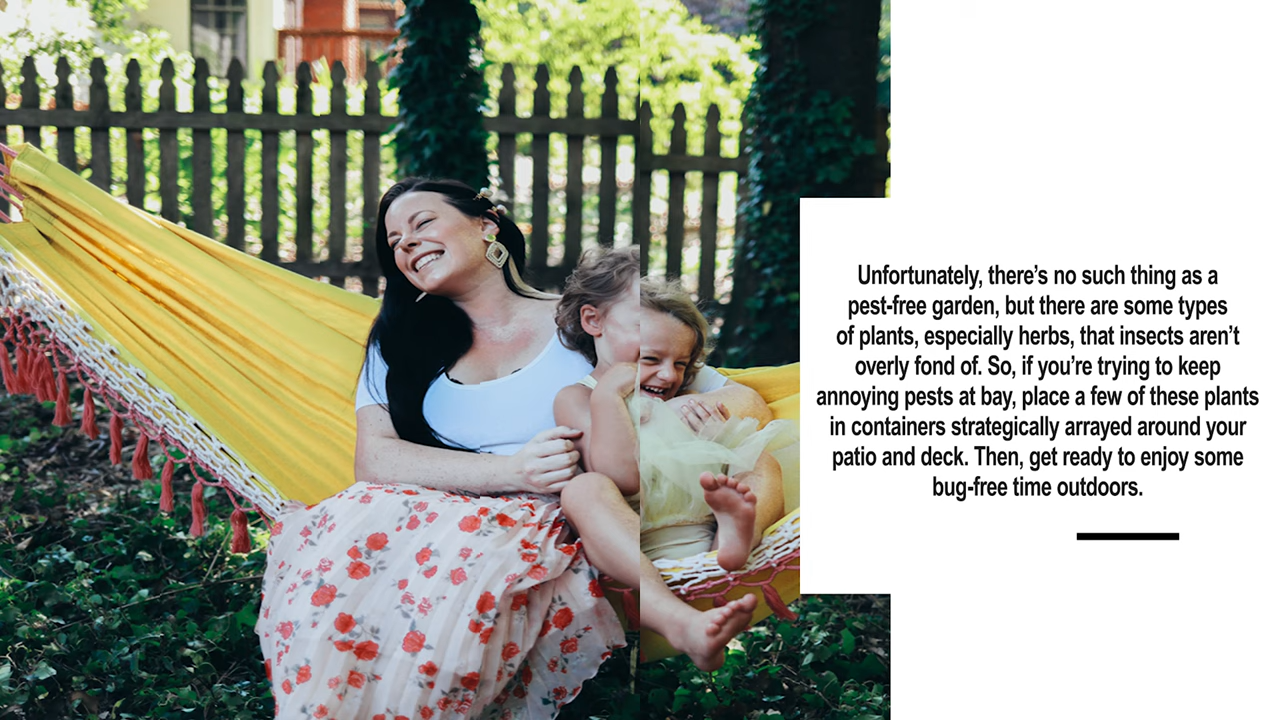 Unfortunately, there’s no such thing as a
pest-free garden, but there are some types
of plants, especially herbs, that insects aren’t
overly fond of. So, if you’re trying to keep
annoying pests at bay, place a few of these plants
in containers strategically arrayed around your
patio and deck. Then, get ready to enjoy some
bug-free time outdoors.